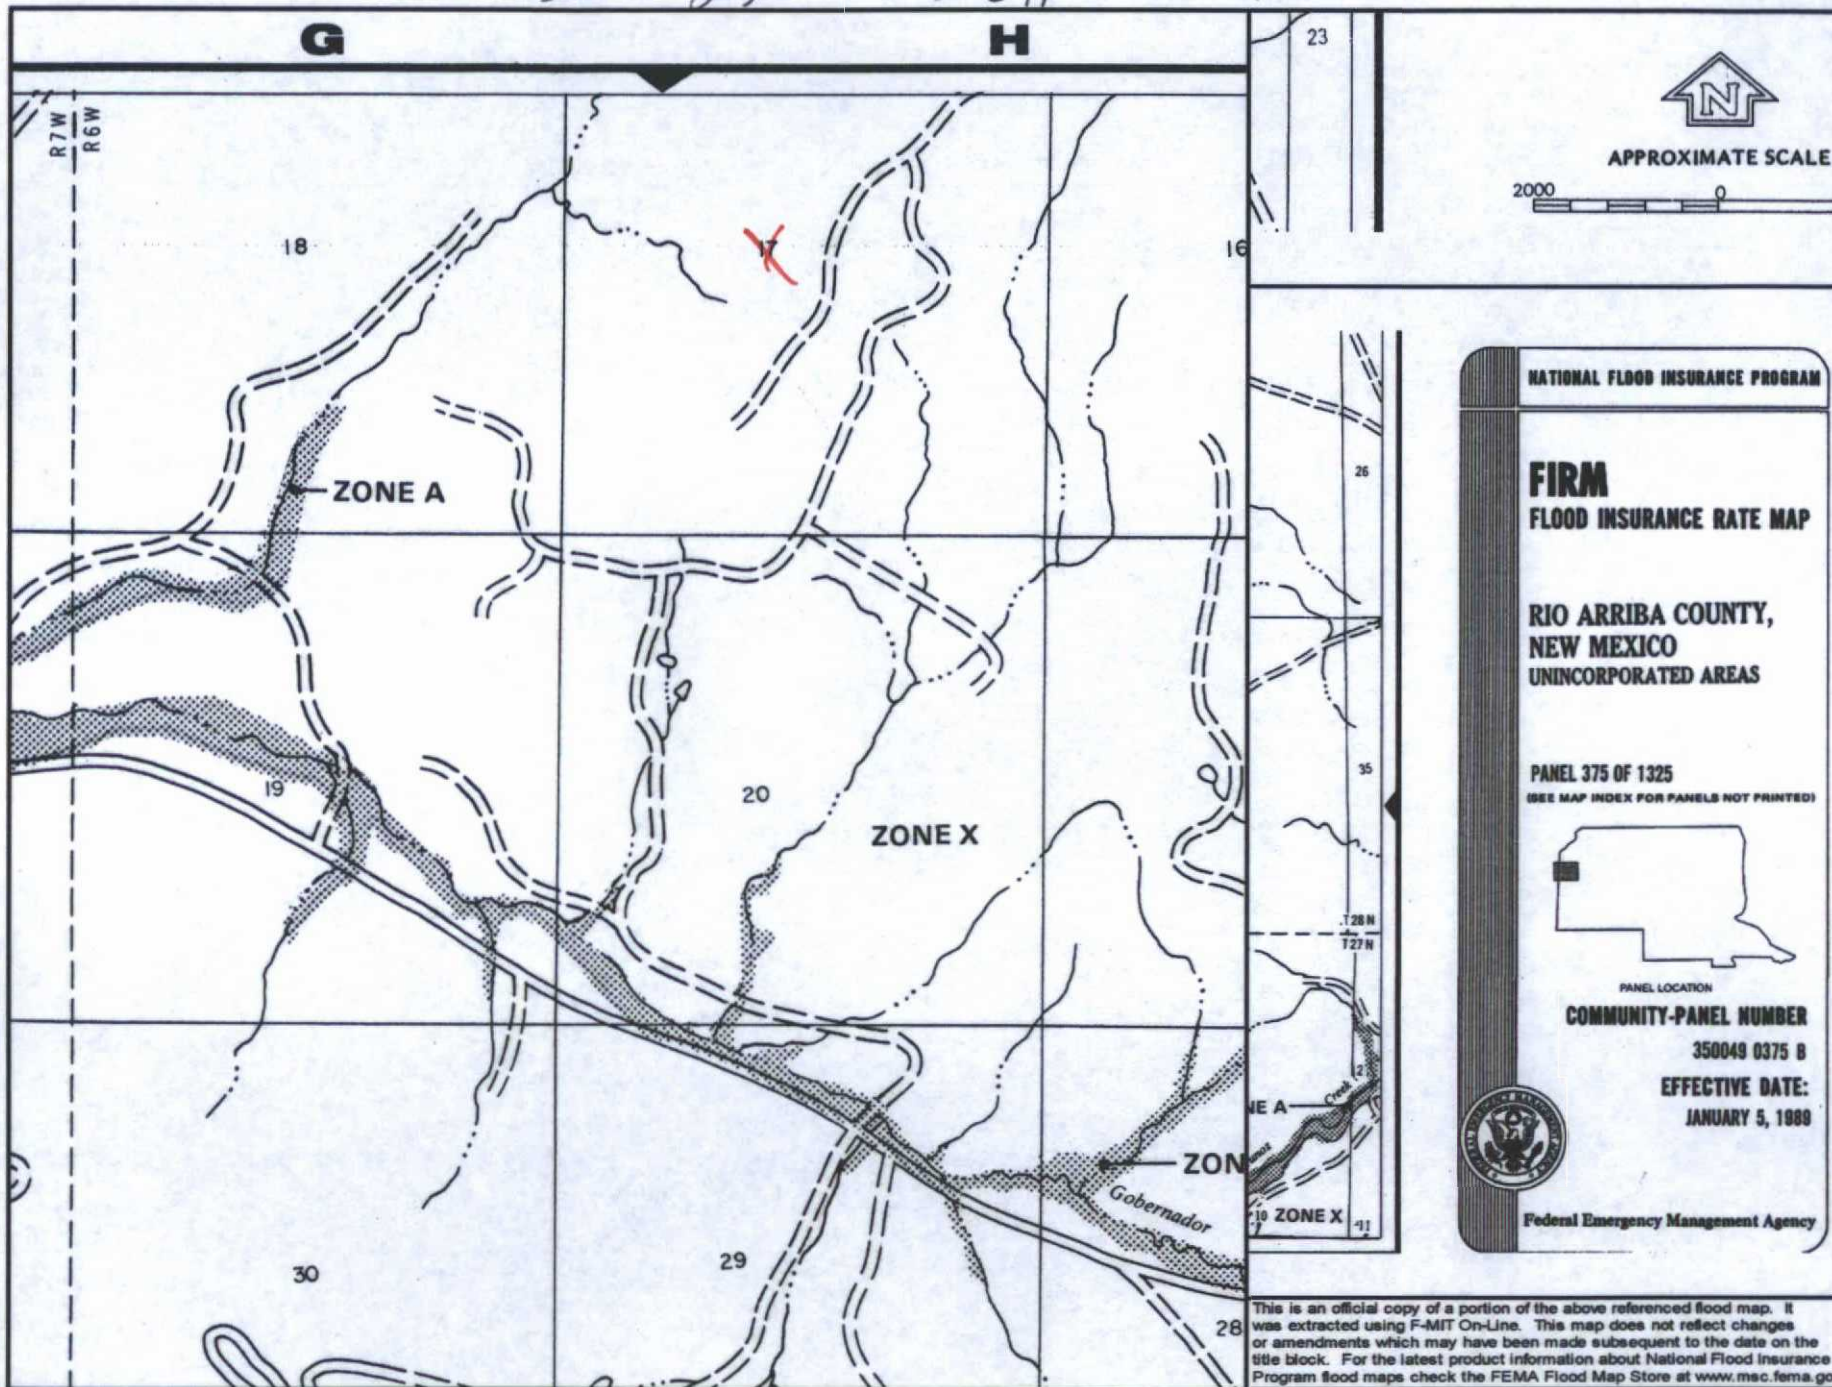 G
H
R7W
R6W
18
17
16
ZONE A
19
20
ZONE X
ZON
Gobernador
30
29
28
23
26
35
T28N
T27N
NE A
Creek
12
10
ZONE X
11
N
APPROXIMATE SCALE
2000 0
NATIONAL FLOOD INSURANCE PROGRAM
FIRM
FLOOD INSURANCE RATE MAP
RIO ARRIBA COUNTY,
NEW MEXICO
UNINCORPORATED AREAS
PANEL 375 OF 1325
(SEE MAP INDEX FOR PANELS NOT PRINTED)
PANEL LOCATION
COMMUNITY-PANEL NUMBER
350049 0375 B
EFFECTIVE DATE:
JANUARY 5, 1989
Federal Emergency Management Agency
This is an official copy of a portion of the above referenced flood map. It
was extracted using F-MIT On-Line. This map does not reflect changes
or amendments which may have been made subsequent to the date on the
title block. For the latest product information about National Flood Insurance
Program flood maps check the FEMA Flood Map Store at www.msc.fema.go